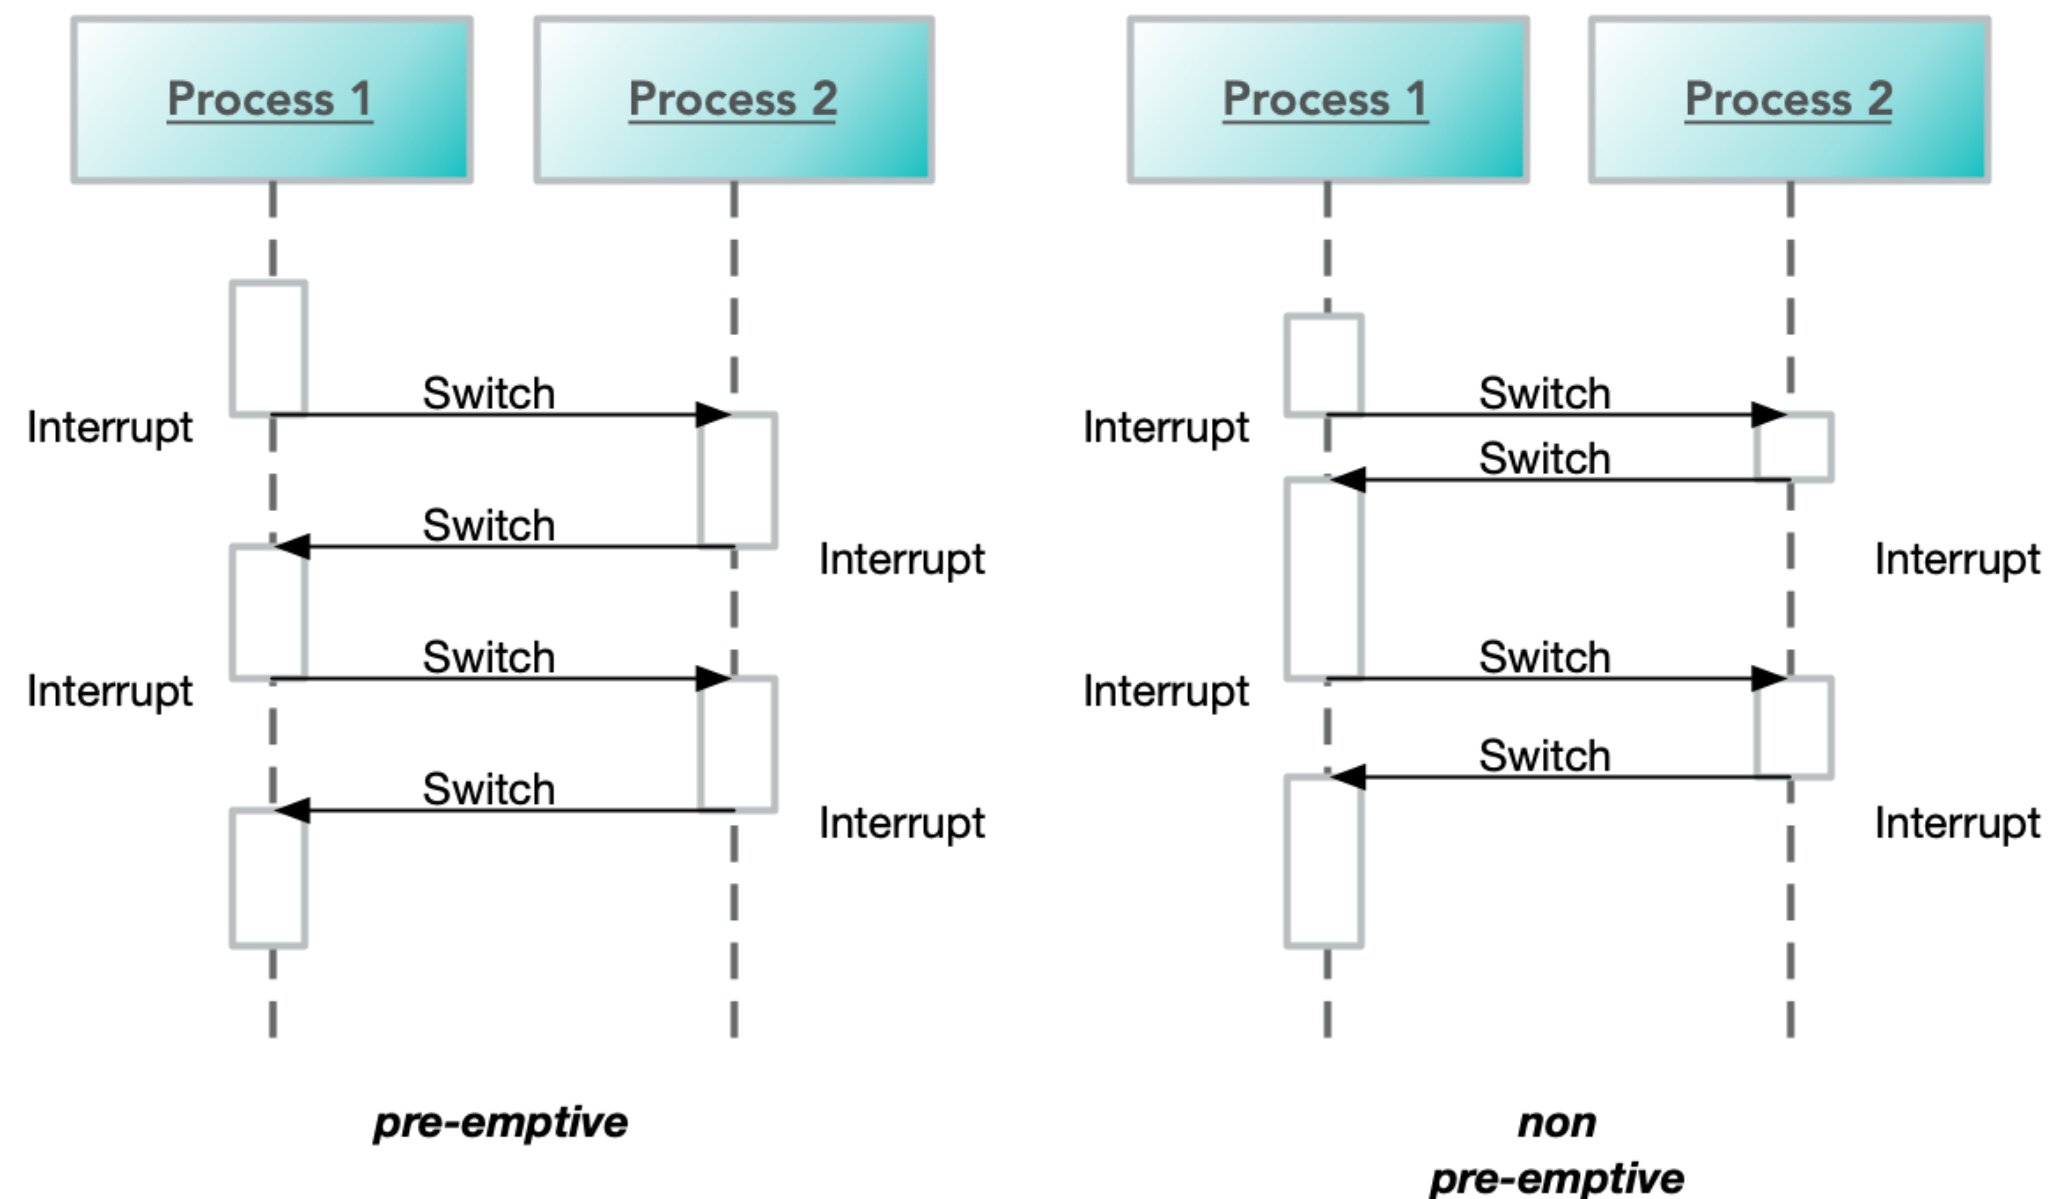 Process 1
Process 2
Switch
Interrupt
Switch
Interrupt
Switch
Interrupt
Switch
Interrupt
pre-emptive
Process 1
Process 2
Switch
Interrupt
Switch
Interrupt
Switch
Interrupt
Switch
Interrupt
non
pre-emptive